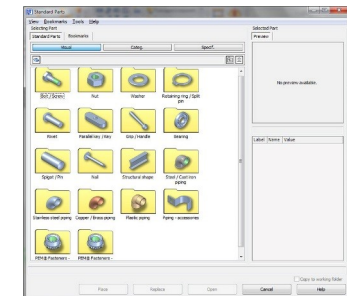 Standard Parts
View Bookmarks Tools Help
Selecting Part
Selected Part
Standard Parts Bookmarks
Preview
Visual Categ. Specif.
No preview available.
Bolt / Screw
Nut
Washer
Retaining ring / Split pin
Rivet
Parallel key / Key
Grip / Handle
Bearing
Label Name Value
Spigot / Pin
Nail
Structural shape
Steel / Cast iron piping
Stainless steel piping
Copper / Brass piping
Plastic piping
Piping - accessories
PEM® Fasteners -
PEM® Fasteners -
Copy to working folder
Paste Replace Open Cancel Help